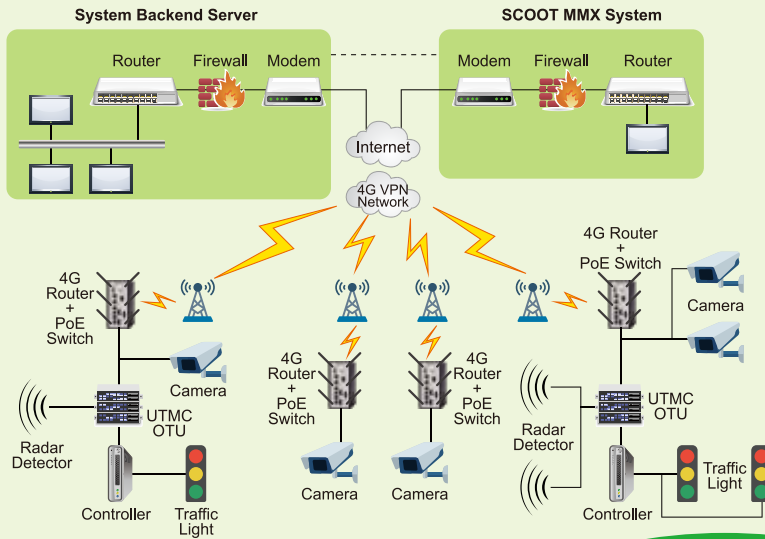 System Backend Server
SCOOT MMX System
Router
Firewall
Modem
Modem
Firewall
Router
Internet
4G VPN
Network
4G
Router
+
PoE
Switch
4G Router
+
PoE Switch
Camera
Camera
4G
Router
+
PoE
Switch
4G
Router
+
PoE
Switch
UTMC
OTU
Radar
Detector
Controller
Traffic
Light
Camera
Camera
Radar
Detector
UTMC
OTU
Controller
Traffic
Light